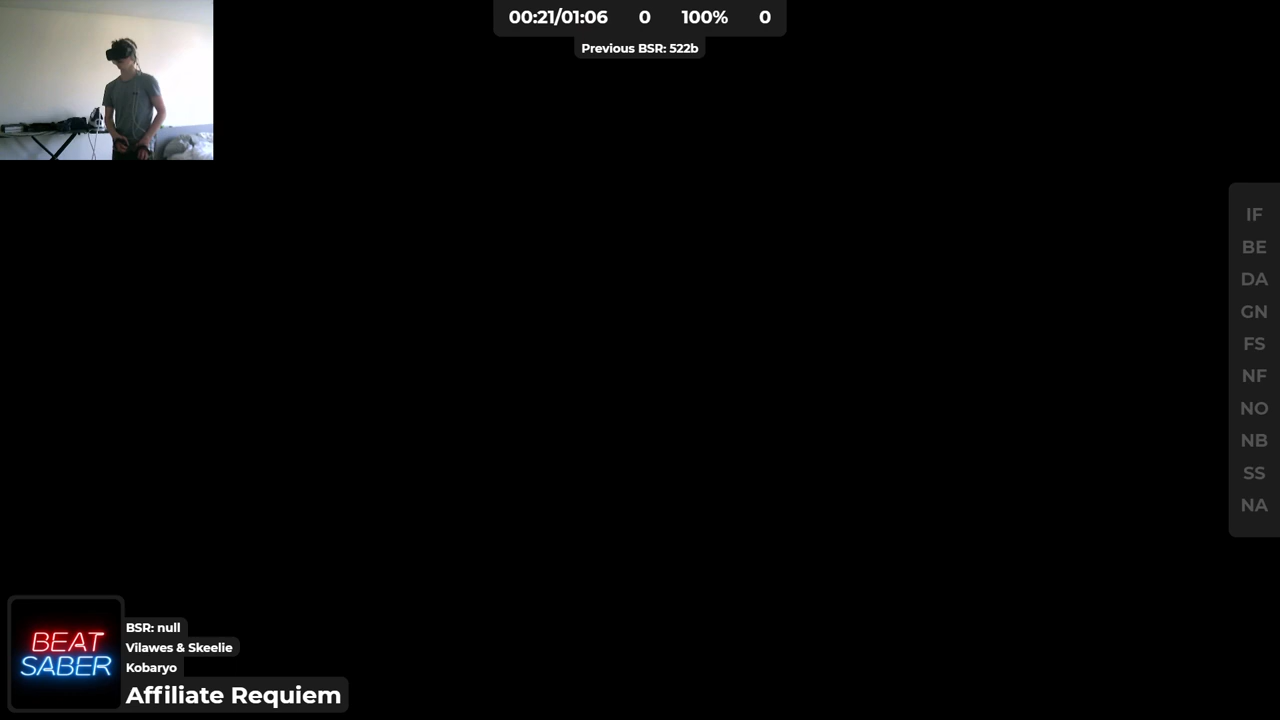 00:21/01:06 0 100% 0
Previous BSR: 522b
IF
BE
DA
GN
FS
NF
NO
NB
SS
NA
BEAT
SABER
BSR: null
Vilawes & Skeelie
Kobaryo
Affiliate Requiem